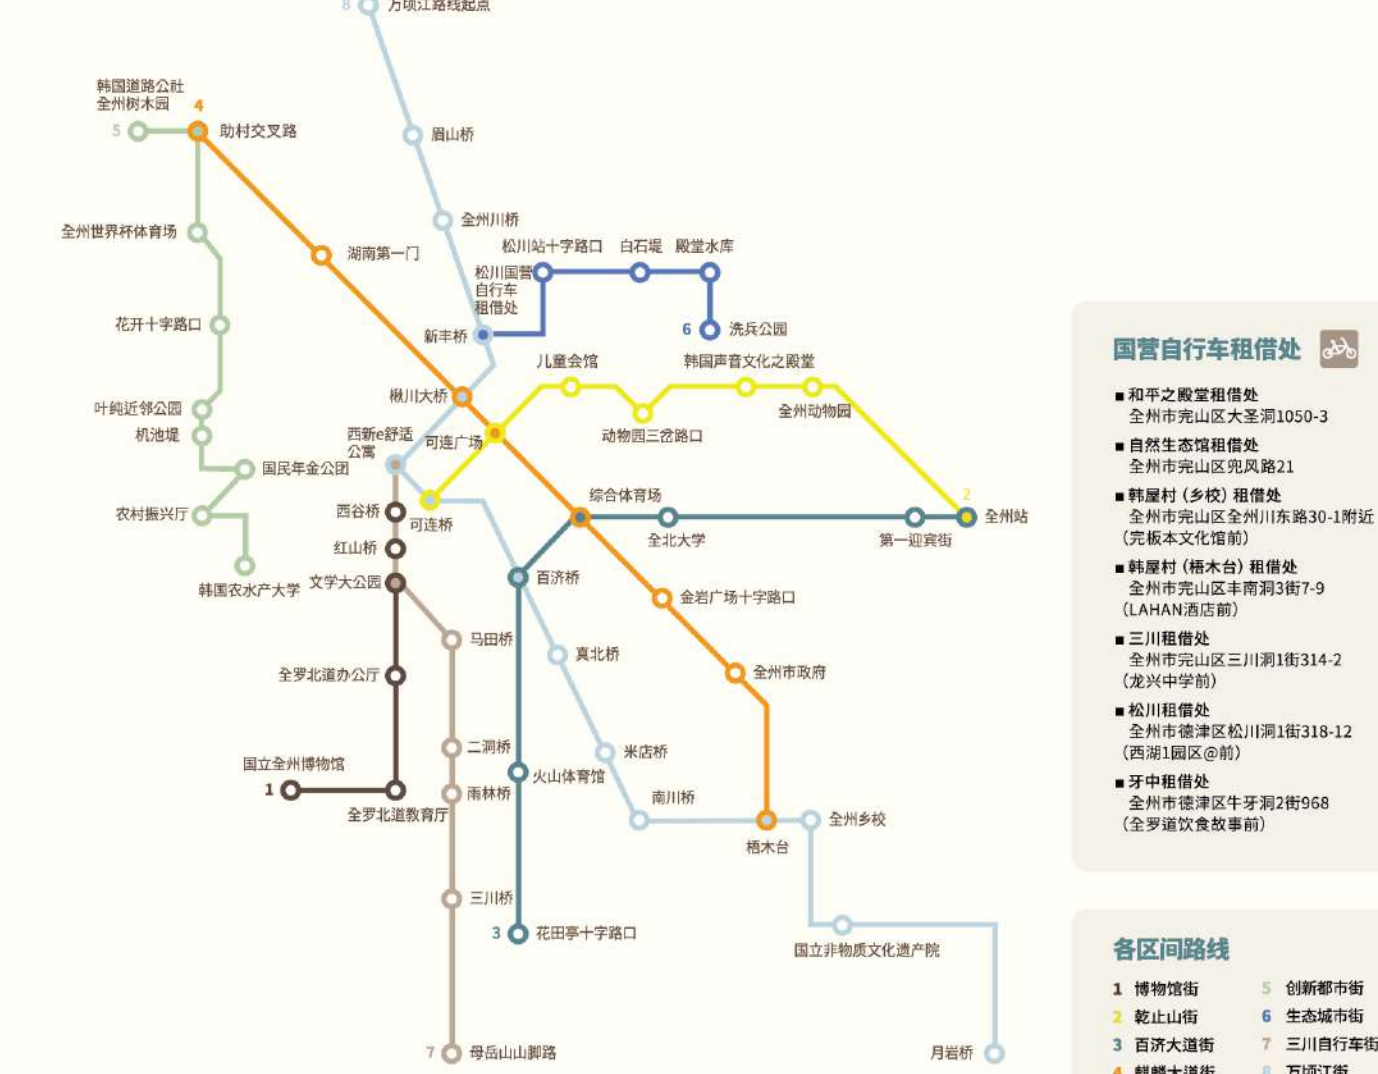 8 万顷江路线起点
韩国道路公社
全州树木园
4
5
助村交叉路
眉山桥
全州川桥
全州世界杯体育场
湖南第一门
松川站十字路口
白石堤
殿堂水库
松川国营
自行车
租借处
花开十字路口
新丰桥
6 洗兵公园
儿童会馆
韩国声音文化之殿堂
楸川大桥
叶纯近邻公园
全州动物园
机池堤
西新e舒适
公寓
可连广场
动物园三岔路口
国民年金公团
综合体育场
2
农村振兴厅
西谷桥
可连桥
全州站
全北大学
第一迎宾街
红山桥
韩国农水产大学
文学大公园
百济桥
金岩广场十字路口
马田桥
真北桥
全罗北道办公厅
全州市政府
二洞桥
米店桥
国立全州博物馆
火山体育馆
1
雨林桥
南川桥
全罗北道教育厅
全州乡校
梧木台
三川桥
3 花田亭十字路口
国立非物质文化遗产院
7 母岳山山脚路
月岩桥
国营自行车租借处
■ 和平之殿堂租借处
全州市完山区大圣洞1050-3
■ 自然生态馆租借处
全州市完山区兜风路21
■ 韩屋村（乡校）租借处
全州市完山区全州川东路30-1附近
（完板本文化馆前）
■ 韩屋村（梧木台）租借处
全州市完山区丰南洞3街7-9
（LAHAN酒店前）
■ 三川租借处
全州市完山区三川洞1街314-2
（龙兴中学前）
■ 松川租借处
全州市德津区松川洞1街318-12
（西湖1园区@前）
■ 牙中租借处
全州市德津区牛牙洞2街968
（全罗道饮食故事前）
各区间路线
1 博物馆街
5 创新都市街
2 乾止山街
6 生态城市街
3 百济大道街
7 三川自行车街
4 麒麟大道街
8 万顷江街